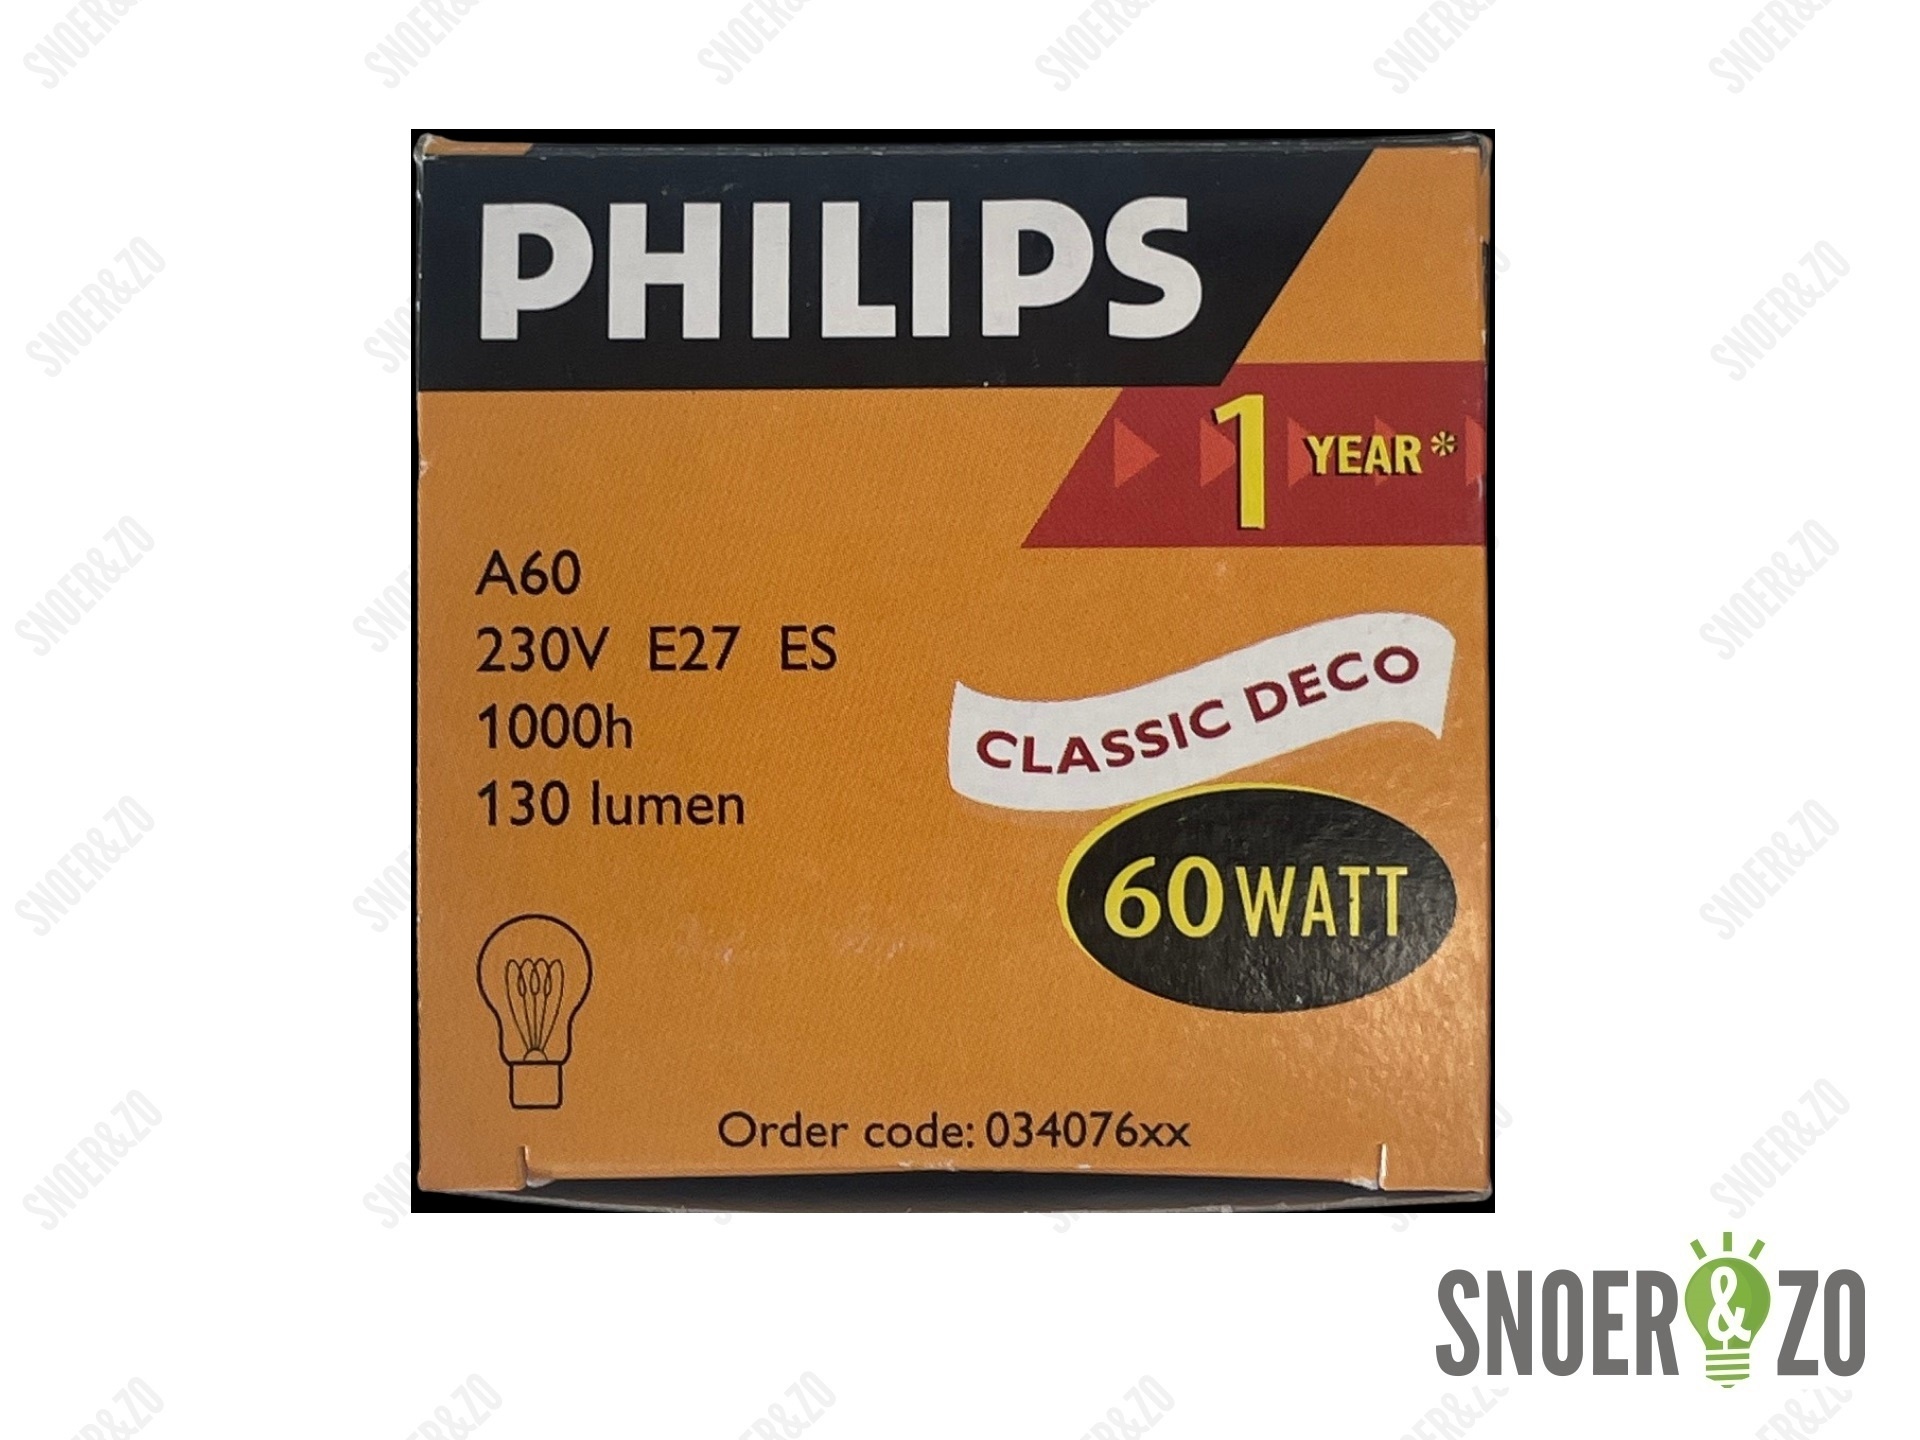 PHILIPS
1 YEAR*
A60
230V E27 ES
1000h
130 lumen
CLASSIC DECO
60 WATT
Order code: 034076xx
SNOER&ZO